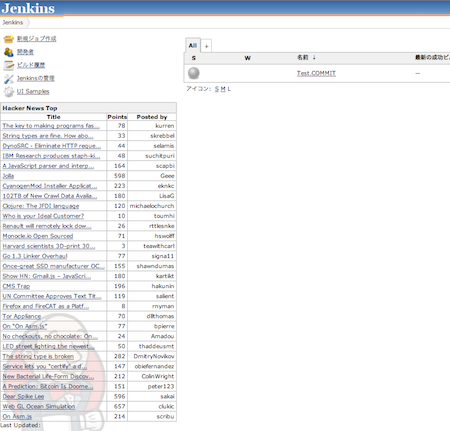 Jenkins
Jenkins
新規ジョブ作成
開発者
ビルド履歴
Jenkinsの管理
UI Samples
All +
S W 名前 ↓ 最新の成功ビ
Test.COMMIT —
アイコン: S M L
Hacker News Top
Title Points Posted by
The key to making programs fas... 78 kurren
String types are fine. How abo... 33 skrebbel
DynoSRC - Eliminate HTTP reque... 44 selamis
IBM Research produces staph-ki... 48 suchitpuri
A JavaScript parser and interp... 164 scapbi
Jolla 598 Geee
CyanogenMod Installer Applicat... 223 eknkc
102TB of New Crawl Data Availa... 180 LisaG
Clojure: The JFDI language 120 michaelochurch
Who is your Ideal Customer? 10 toumhi
Renault will remotely lock dow... 26 rttlesnke
Monocle.io Open Sourced 71 hswolff
Harvard scientists 3D-print 30... 3 teawithcarl
Go 1.3 Linker Overhaul 77 signa11
Once-great SSD manufacturer OC... 155 shawndumas
Show HN: Gmail.js – JavaScri... 180 kartikt
CMS Trap 196 hakunin
UN Committee Approves Text Tit... 119 salient
Firefox and FireCAT as a Platf... 8 rnyman
Tor Appliance 70 dlthomas
On "On Asm.js" 77 bpierre
No checkouts, no chocolate: On... 24 Amadou
LED street lighting the newest... 50 thaddeusmt
The string type is broken 282 DmitryNovikov
Service lets you "certify" a d... 147 obiefernandez
New Bacterial Life-Form Discov... 212 ColinWright
A Prediction: Bitcoin Is Doome... 151 peter123
Dear Spike Lee 596 sakai
Web GL Ocean Simulation 657 clukic
On Asm.js 214 scribu
Last Updated: